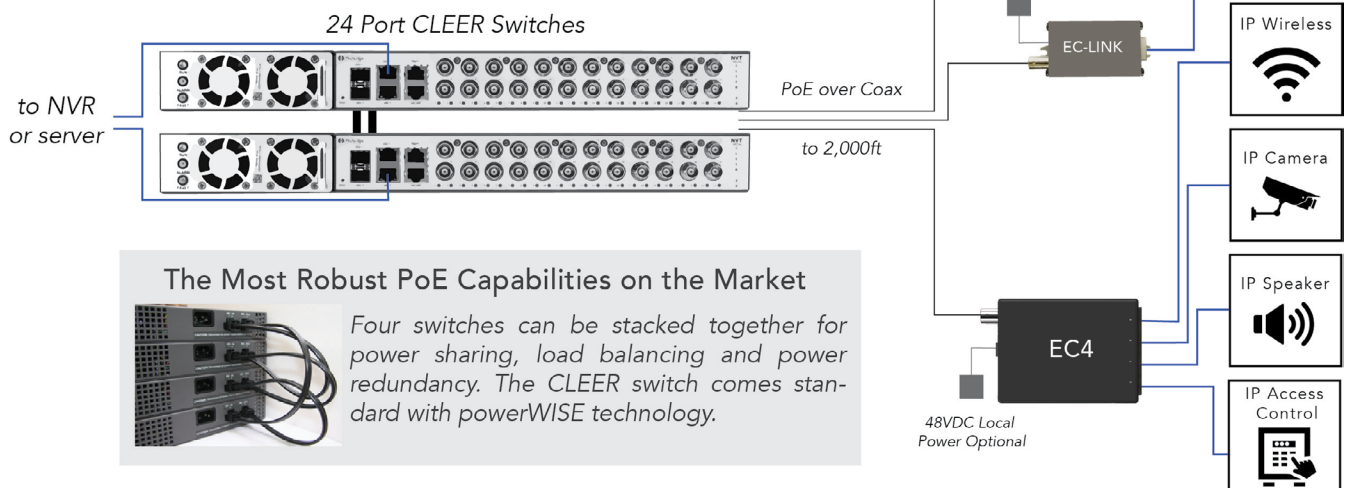 24 Port CLEER Switches
to NVR
or server
NVT
NVT
PoE over Coax
to 2,000ft
EC-LINK
IP Wireless
IP Camera
IP Speaker
IP Access
Control
EC4
48VDC Local
Power Optional
The Most Robust PoE Capabilities on the Market
Four switches can be stacked together for
power sharing, load balancing and power
redundancy. The CLEER switch comes stan-
dard with powerWISE technology.